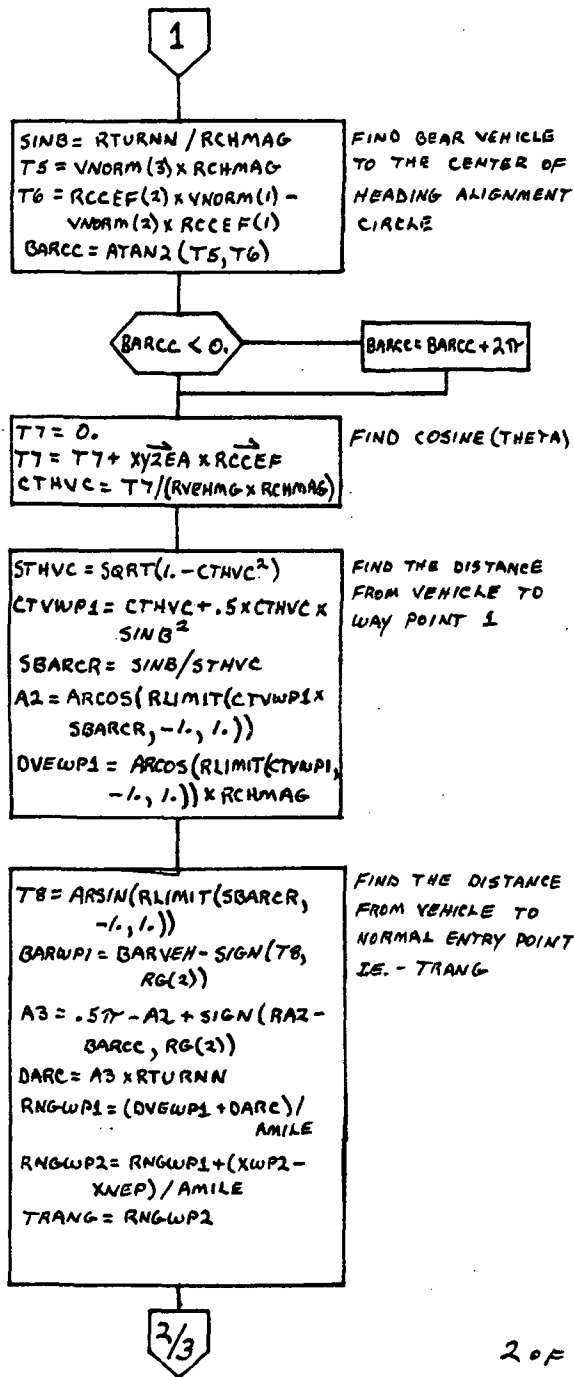 1
SINB = RTURNN / RCHMAG
T5 = VNORM(3) x RCHMAG
T6 = RCCEF(2) x VNORM(1) -
VNORM(2) x RCCEF(1)
BARCC = ATAN2(T5,T6)
FIND BEAR VEHICLE
TO THE CENTER OF
HEADING ALIGNMENT
CIRCLE
BARCC < 0.
BARCC = BARCC + 2π
T7 = 0.
T7 = T7 + XYZEA x RCCEF
CTHVC = T7/(RVEHMG x RCHMAG)
FIND COSINE (THETA)
STHVC = SQRT(1. - CTHVC²)
CTVWP1 = CTHVC + .5 x CTHVC x
SINB²
SBARCR = SINB/STHVC
A2 = ARCOS(RLIMIT(CTVWP1 x
SBARCR, -1., 1.))
DVEWP1 = ARCOS(RLIMIT(CTVWP1,
-1., 1.)) x RCHMAG
FIND THE DISTANCE
FROM VEHICLE TO
WAY POINT 1
T8 = ARSIN(RLIMIT(SBARCR,
-1., 1.))
BARWP1 = BARVEH - SIGN(T8,
RG(2))
A3 = .5π - A2 + SIGN(RAZ -
BARCC, RG(2))
DARC = A3 x RTURNN
RNGWP1 = (DVEWP1 + DARC)/
AMILE
RNGWP2 = RNGWP1 + (XWP2 -
XNEP)/AMILE
TRANG = RNGWP2
FIND THE DISTANCE
FROM VEHICLE TO
NORMAL ENTRY POINT
IE. - TRANG
2/3
2 OF